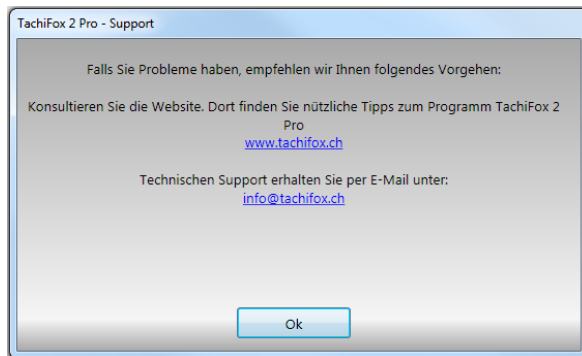 TachiFox 2 Pro - Support
Falls Sie Probleme haben, empfehlen wir Ihnen folgendes Vorgehen:
Konsultieren Sie die Website. Dort finden Sie nützliche Tipps zum Programm TachiFox 2
Pro
www.tachifox.ch
Technischen Support erhalten Sie per E-Mail unter:
info@tachifox.ch
Ok